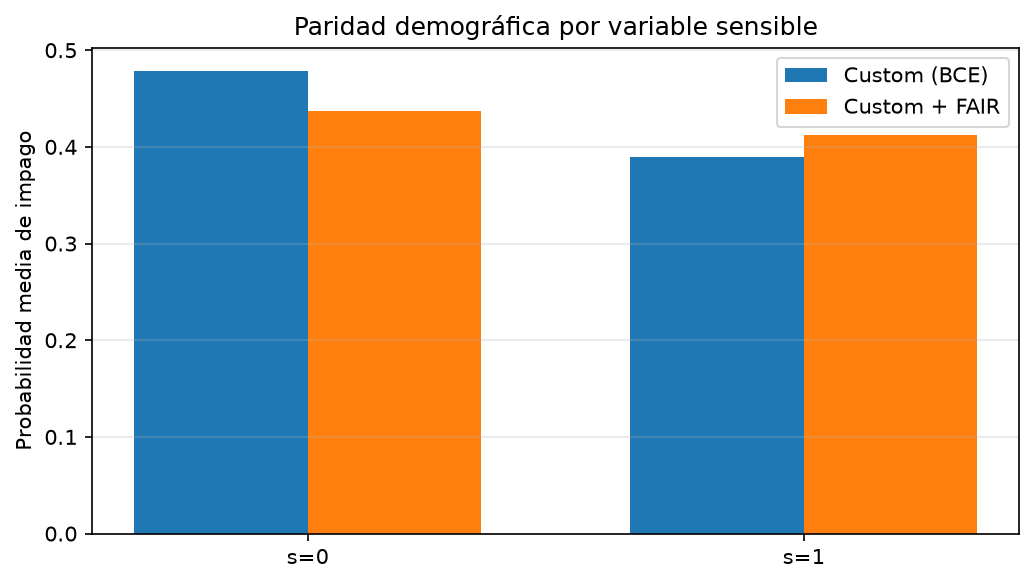 Paridad demográfica por variable sensible
Probabilidad media de impago
0.5
0.4
0.3
0.2
0.1
0.0
Custom (BCE)
Custom + FAIR
s=0
s=1